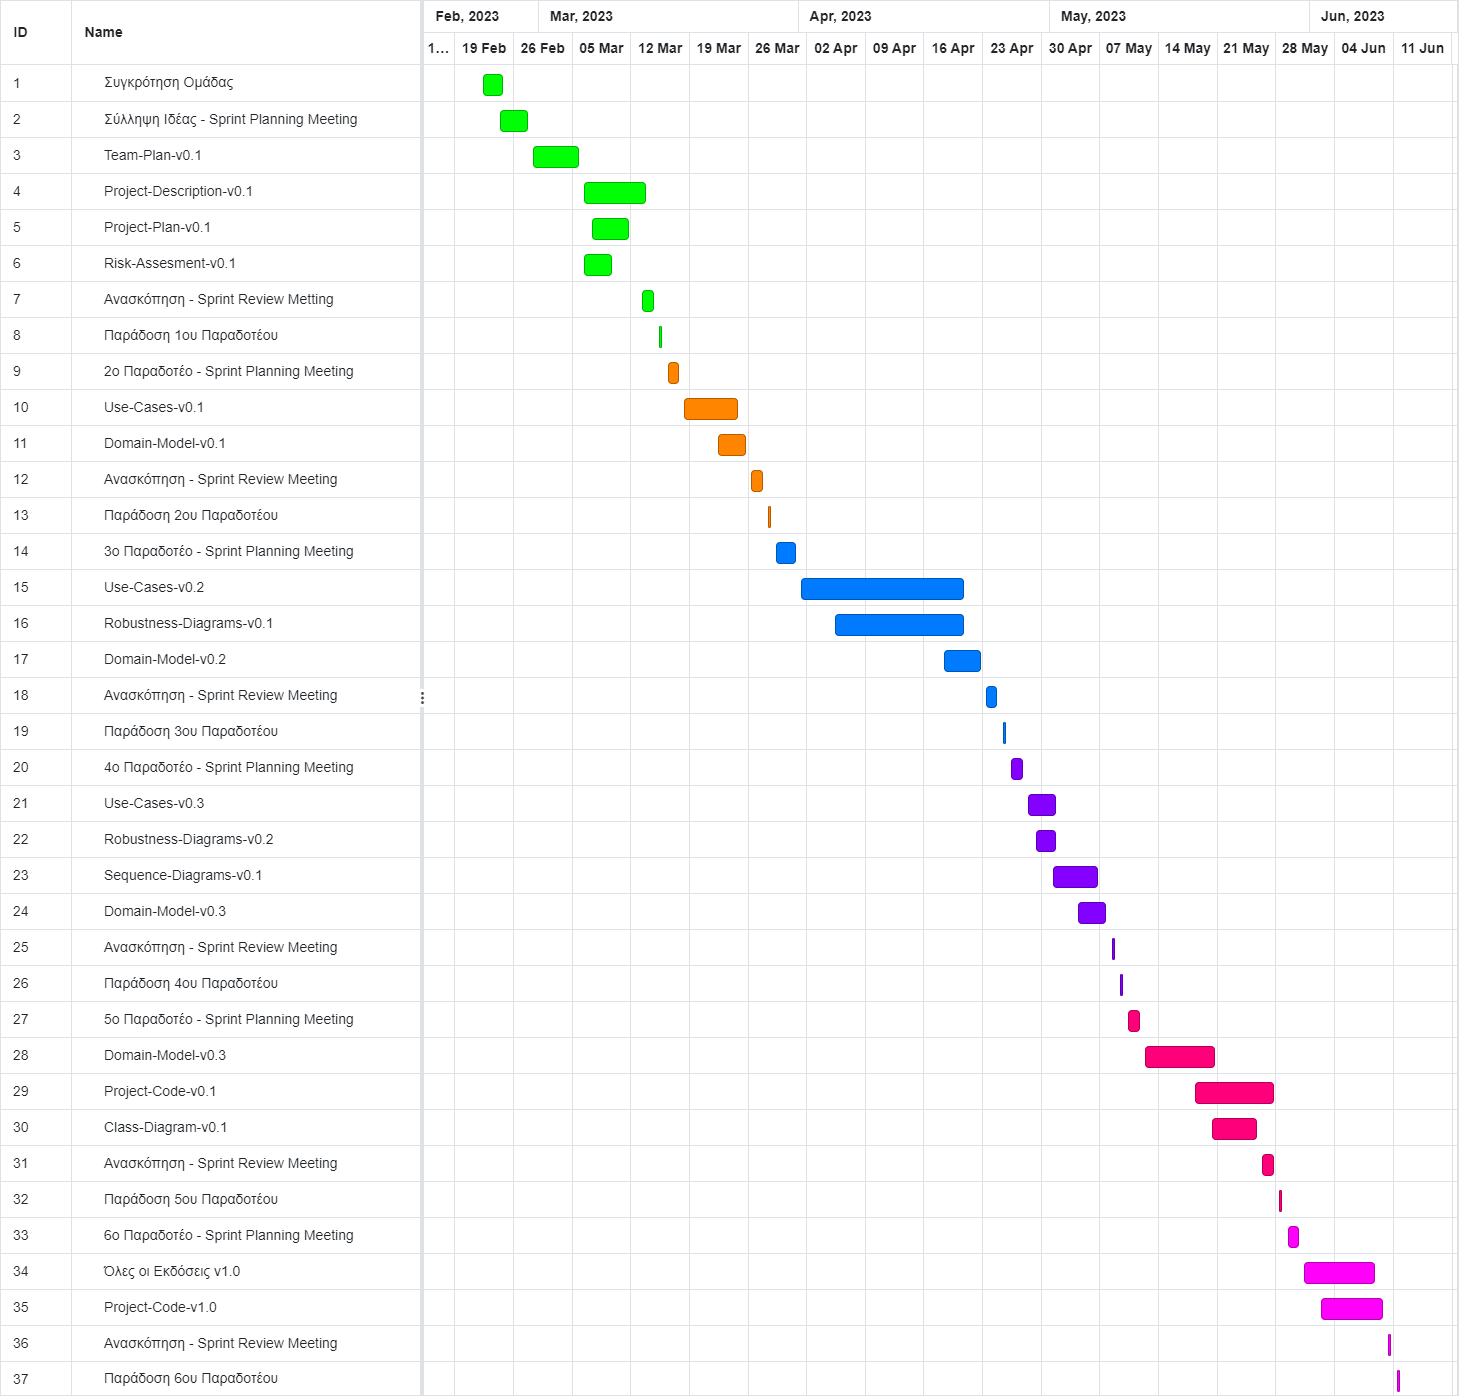 ID Name Feb, 2023 Mar, 2023 Apr, 2023 May, 2023 Jun, 2023
1... 19 Feb 26 Feb 05 Mar 12 Mar 19 Mar 26 Mar 02 Apr 09 Apr 16 Apr 23 Apr 30 Apr 07 May 14 May 21 May 28 May 04 Jun 11 Jun
1 Συγκρότηση Ομάδας
2 Σύλληψη Ιδέας - Sprint Planning Meeting
3 Team-Plan-v0.1
4 Project-Description-v0.1
5 Project-Plan-v0.1
6 Risk-Assesment-v0.1
7 Ανασκόπηση - Sprint Review Metting
8 Παράδοση 1ου Παραδοτέου
9 2ο Παραδοτέο - Sprint Planning Meeting
10 Use-Cases-v0.1
11 Domain-Model-v0.1
12 Ανασκόπηση - Sprint Review Meeting
13 Παράδοση 2ου Παραδοτέου
14 3ο Παραδοτέο - Sprint Planning Meeting
15 Use-Cases-v0.2
16 Robustness-Diagrams-v0.1
17 Domain-Model-v0.2
18 Ανασκόπηση - Sprint Review Meeting
19 Παράδοση 3ου Παραδοτέου
20 4ο Παραδοτέο - Sprint Planning Meeting
21 Use-Cases-v0.3
22 Robustness-Diagrams-v0.2
23 Sequence-Diagrams-v0.1
24 Domain-Model-v0.3
25 Ανασκόπηση - Sprint Review Meeting
26 Παράδοση 4ου Παραδοτέου
27 5ο Παραδοτέο - Sprint Planning Meeting
28 Domain-Model-v0.3
29 Project-Code-v0.1
30 Class-Diagram-v0.1
31 Ανασκόπηση - Sprint Review Meeting
32 Παράδοση 5ου Παραδοτέου
33 6ο Παραδοτέο - Sprint Planning Meeting
34 Όλες οι Εκδόσεις v1.0
35 Project-Code-v1.0
36 Ανασκόπηση - Sprint Review Meeting
37 Παράδοση 6ου Παραδοτέου